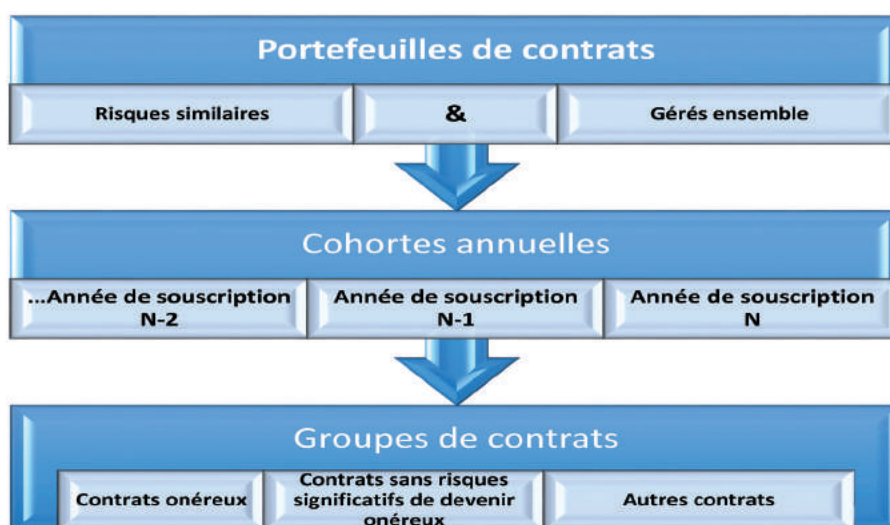 Portefeuilles de contrats
Risques similaires
&
Gérés ensemble
Cohortes annuelles
...Année de souscription
N-2
Année de souscription
N-1
Année de souscription
N
Groupes de contrats
Contrats onéreux
Contrats sans risques
significatifs de devenir
onéreux
Autres contrats